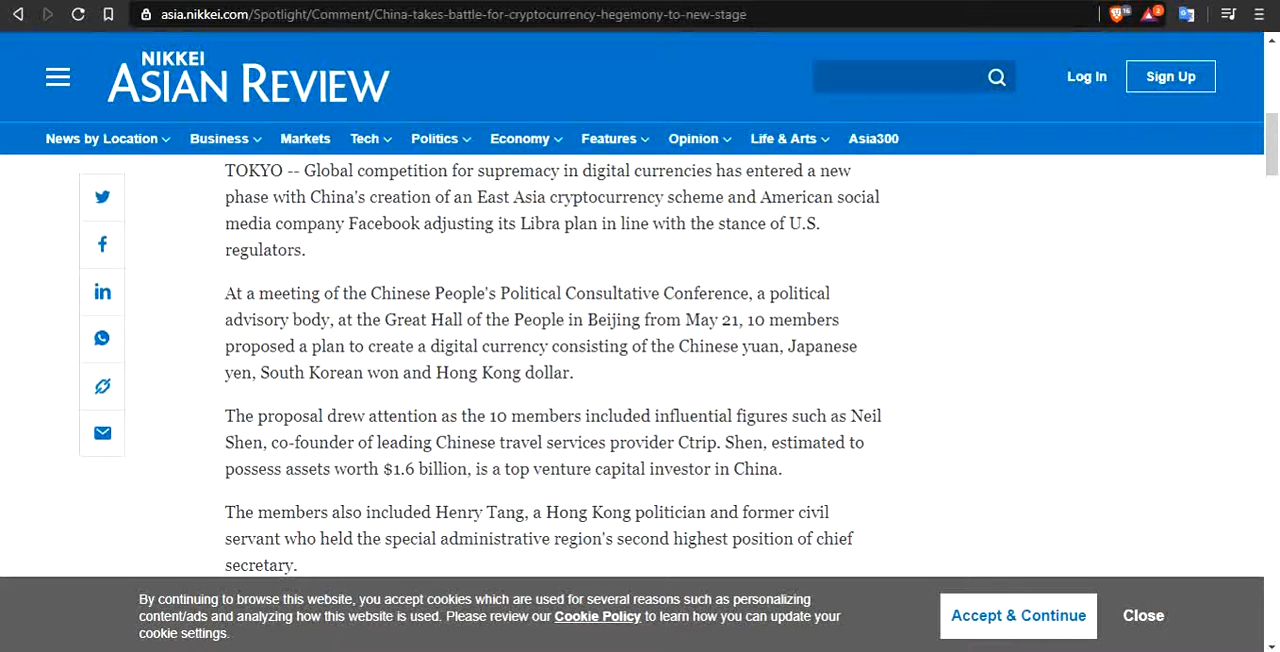 asia.nikkei.com/Spotlight/Comment/China-takes-battle-for-cryptocurrency-hegemony-to-new-stage
16
2
NIKKEI
ASIAN REVIEW
Log In
Sign Up
News by Location
Business
Markets
Tech
Politics
Economy
Features
Opinion
Life & Arts
Asia300
TOKYO -- Global competition for supremacy in digital currencies has entered a new
phase with China's creation of an East Asia cryptocurrency scheme and American social
media company Facebook adjusting its Libra plan in line with the stance of U.S.
regulators.
At a meeting of the Chinese People's Political Consultative Conference, a political
advisory body, at the Great Hall of the People in Beijing from May 21, 10 members
proposed a plan to create a digital currency consisting of the Chinese yuan, Japanese
yen, South Korean won and Hong Kong dollar.
The proposal drew attention as the 10 members included influential figures such as Neil
Shen, co-founder of leading Chinese travel services provider Ctrip. Shen, estimated to
possess assets worth $1.6 billion, is a top venture capital investor in China.
The members also included Henry Tang, a Hong Kong politician and former civil
servant who held the special administrative region's second highest position of chief
secretary.
By continuing to browse this website, you accept cookies which are used for several reasons such as personalizing
content/ads and analyzing how this website is used. Please review our Cookie Policy to learn how you can update your
cookie settings.
Accept & Continue
Close